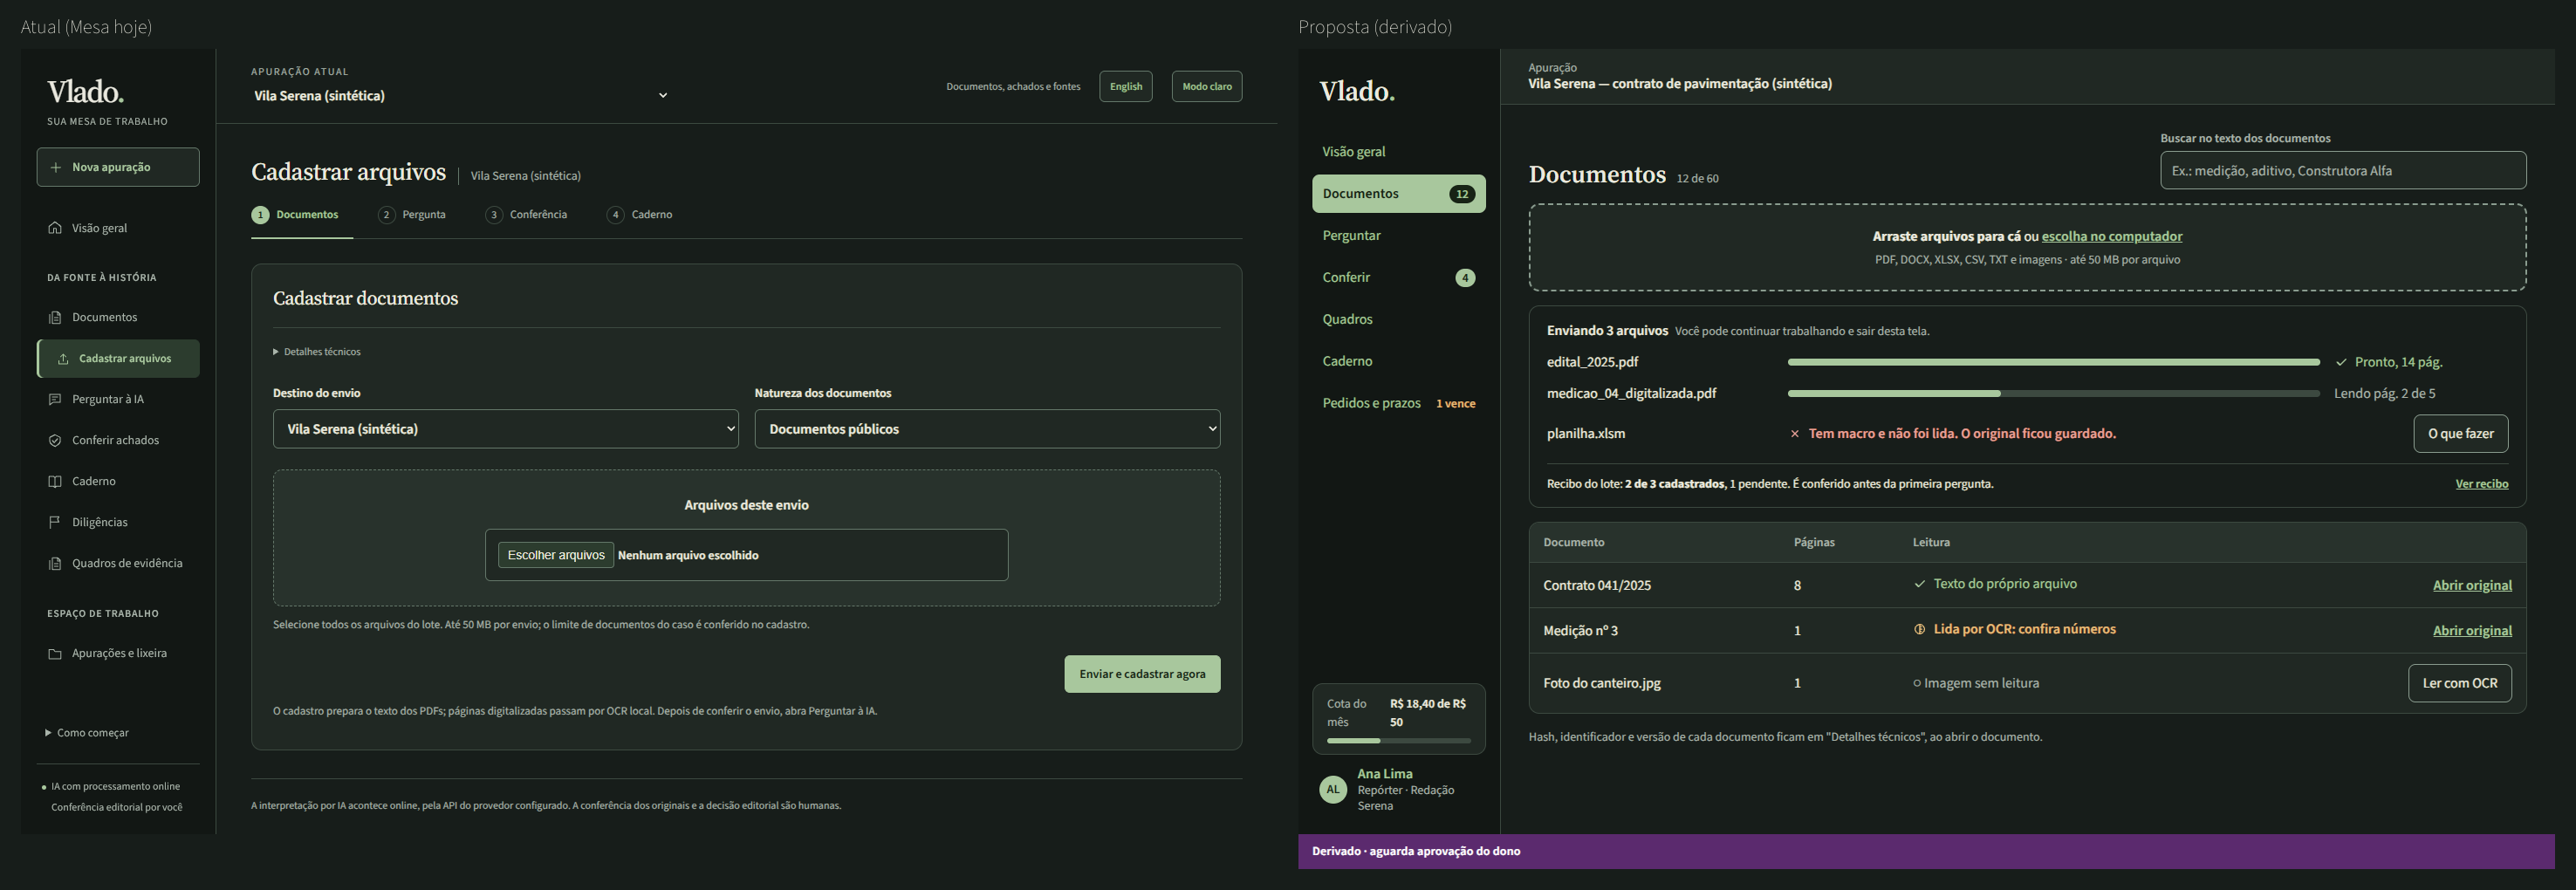 Atual (Mesa hoje)
Vlado.
SUA MESA DE TRABALHO
Nova apuração
Visão geral
DA FONTE À HISTÓRIA
Documentos
Cadastrar arquivos
Perguntar à IA
Conferir achados
Caderno
Diligências
Quadros de evidência
ESPAÇO DE TRABALHO
Apurações e lixeira
Como começar
IA com processamento online
Conferência editorial por você
APURAÇÃO ATUAL
Vila Serena (sintética)
Documentos, achados e fontes
English
Modo claro
Cadastrar arquivos
Vila Serena (sintética)
1 Documentos
2 Pergunta
3 Conferência
4 Caderno
Cadastrar documentos
Detalhes técnicos
Destino do envio
Vila Serena (sintética)
Natureza dos documentos
Documentos públicos
Arquivos deste envio
Escolher arquivos Nenhum arquivo escolhido
Selecione todos os arquivos do lote. Até 50 MB por envio; o limite de documentos do caso é conferido no cadastro.
Enviar e cadastrar agora
O cadastro prepara o texto dos PDFs; páginas digitalizadas passam por OCR local. Depois de conferir o envio, abra Perguntar à IA.
A interpretação por IA acontece online, pela API do provedor configurado. A conferência dos originais e a decisão editorial são humanas.
Proposta (derivado)
Vlado.
Visão geral
Documentos 12
Perguntar
Conferir 4
Quadros
Caderno
Pedidos e prazos 1 vence
Cota do mês
R$ 18,40 de R$ 50
AL
Ana Lima
Repórter · Redação
Serena
Apuração
Vila Serena — contrato de pavimentação (sintética)
Documentos 12 de 60
Buscar no texto dos documentos
Ex.: medição, aditivo, Construtora Alfa
Arraste arquivos para cá ou escolha no computador
PDF, DOCX, XLSX, CSV, TXT e imagens · até 50 MB por arquivo
Enviando 3 arquivos Você pode continuar trabalhando e sair desta tela.
edital_2025.pdf ✓ Pronto, 14 pág.
medicao_04_digitalizada.pdf Lendo pág. 2 de 5
planilha.xlsm × Tem macro e não foi lida. O original ficou guardado. O que fazer
Recibo do lote: 2 de 3 cadastrados, 1 pendente. É conferido antes da primeira pergunta. Ver recibo
Documento Páginas Leitura
Contrato 041/2025 8 ✓ Texto do próprio arquivo Abrir original
Medição nº 3 1 Lida por OCR: confira números Abrir original
Foto do canteiro.jpg 1 Imagem sem leitura Ler com OCR
Hash, identificador e versão de cada documento ficam em "Detalhes técnicos", ao abrir o documento.
Derivado · aguarda aprovação do dono